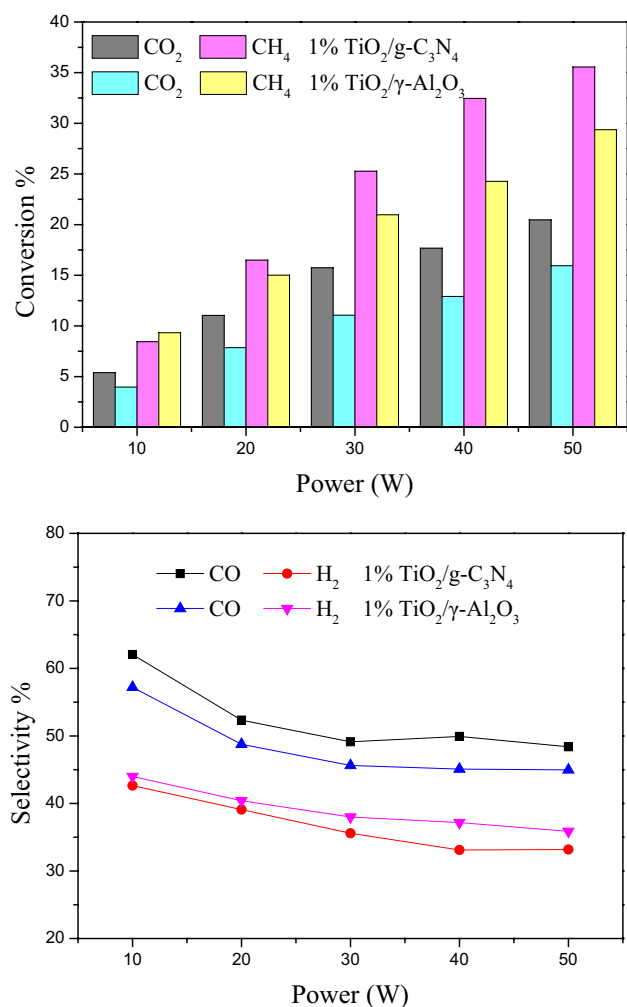 40
35
30
25
20
15
10
5
0
Conversion %
CO₂ CH₄ 1% TiO₂/g-C₃N₄
CO₂ CH₄ 1% TiO₂/γ-Al₂O₃
10 20 30 40 50
Power (W)
80
70
60
50
40
30
20
Selectivity %
CO H₂ 1% TiO₂/g-C₃N₄
CO H₂ 1% TiO₂/γ-Al₂O₃
10 20 30 40 50
Power (W)